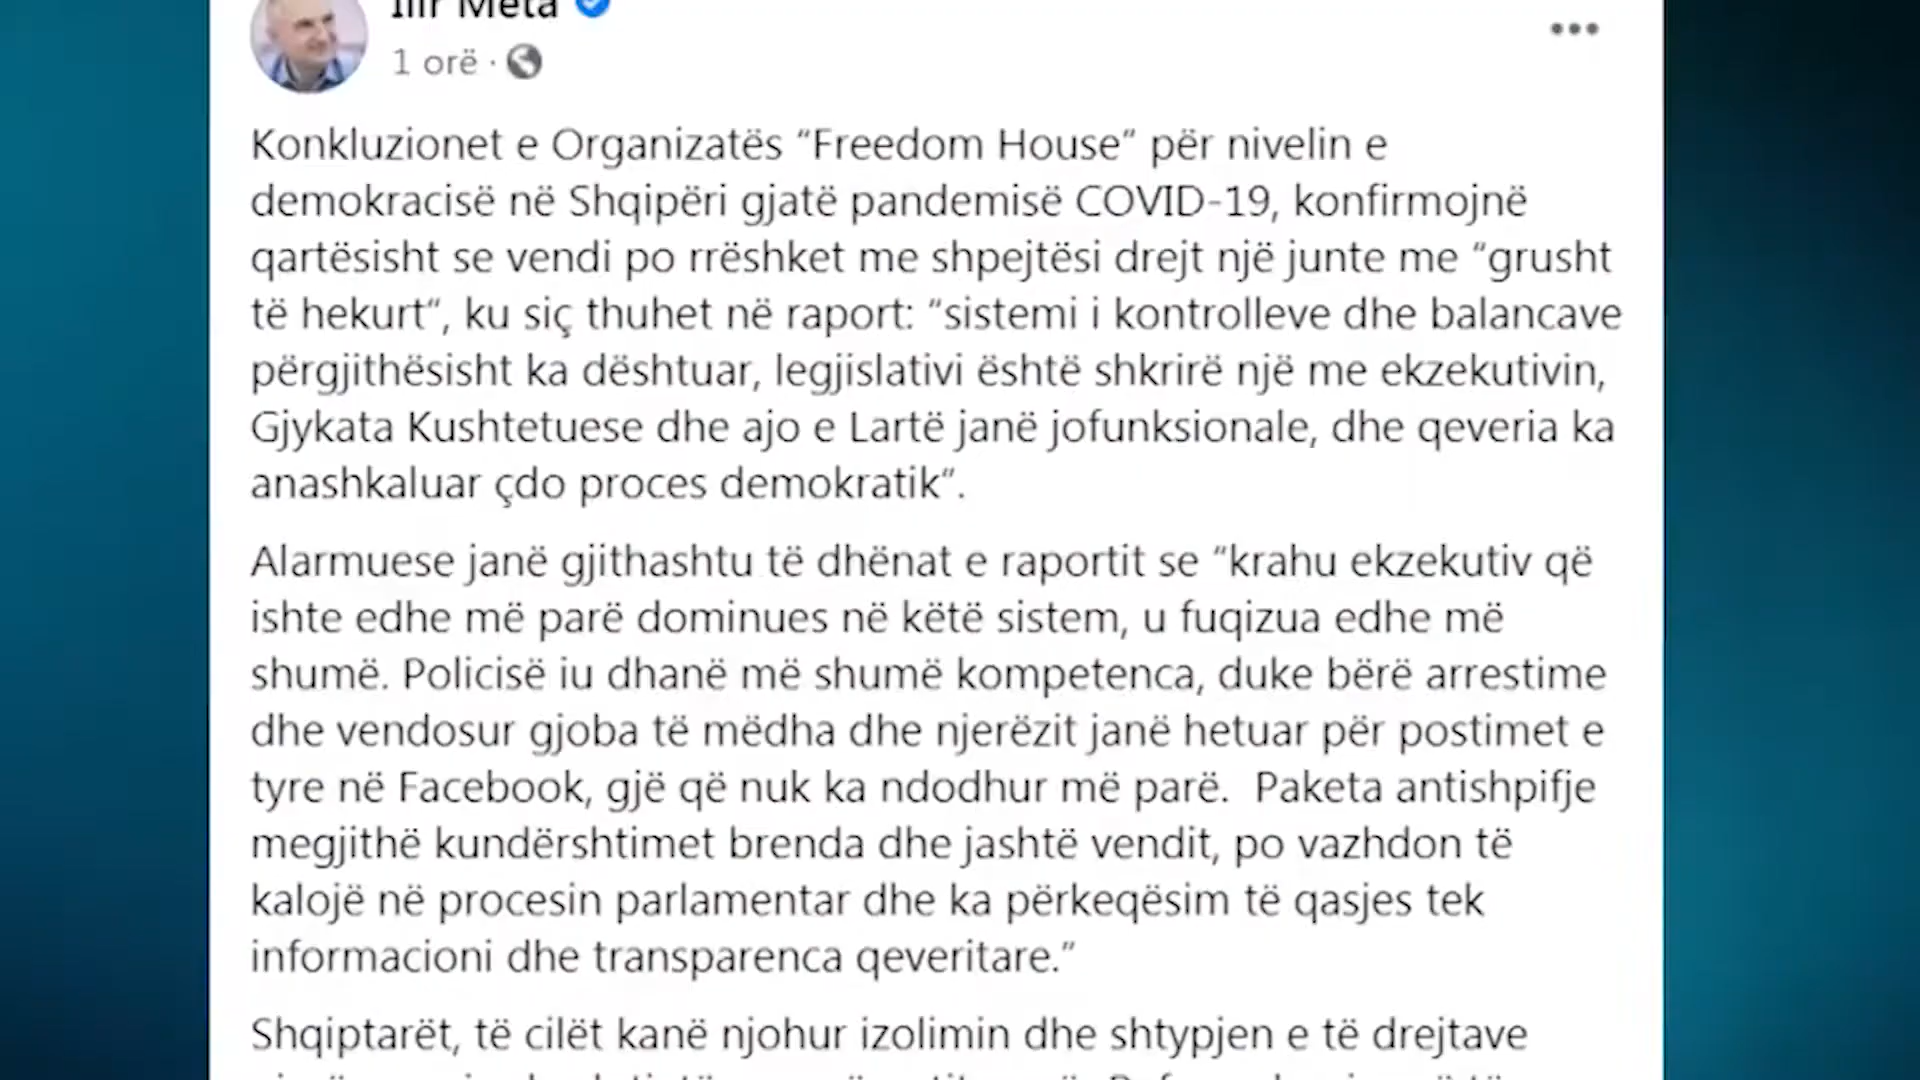 Ilir Meta
1 orë ·
Konkluzionet e Organizatës “Freedom House” për nivelin e
demokracisë në Shqipëri gjatë pandemisë COVID-19, konfirmojnë
qartësisht se vendi po rrëshket me shpejtësi drejt një junte me “grusht
të hekurt”, ku siç thuhet në raport: “sistemi i kontrolleve dhe balancave
përgjithësisht ka dështuar, legjislativi është shkrirë një me ekzekutivin,
Gjykata Kushtetuese dhe ajo e Lartë janë jofunksionale, dhe qeveria ka
anashkaluar çdo proces demokratik”.
Alarmuese janë gjithashtu të dhënat e raportit se “krahu ekzekutiv që
ishte edhe më parë dominues në këtë sistem, u fuqizua edhe më
shumë. Policisë iu dhanë më shumë kompetenca, duke bërë arrestime
dhe vendosur gjoba të mëdha dhe njerëzit janë hetuar për postimet e
tyre në Facebook, gjë që nuk ka ndodhur më parë.  Paketa antishpifje
megjithë kundërshtimet brenda dhe jashtë vendit, po vazhdon të
kalojë në procesin parlamentar dhe ka përkeqësim të qasjes tek
informacioni dhe transparenca qeveritare.”
Shqiptarët, të cilët kanë njohur izolimin dhe shtypjen e të drejtave